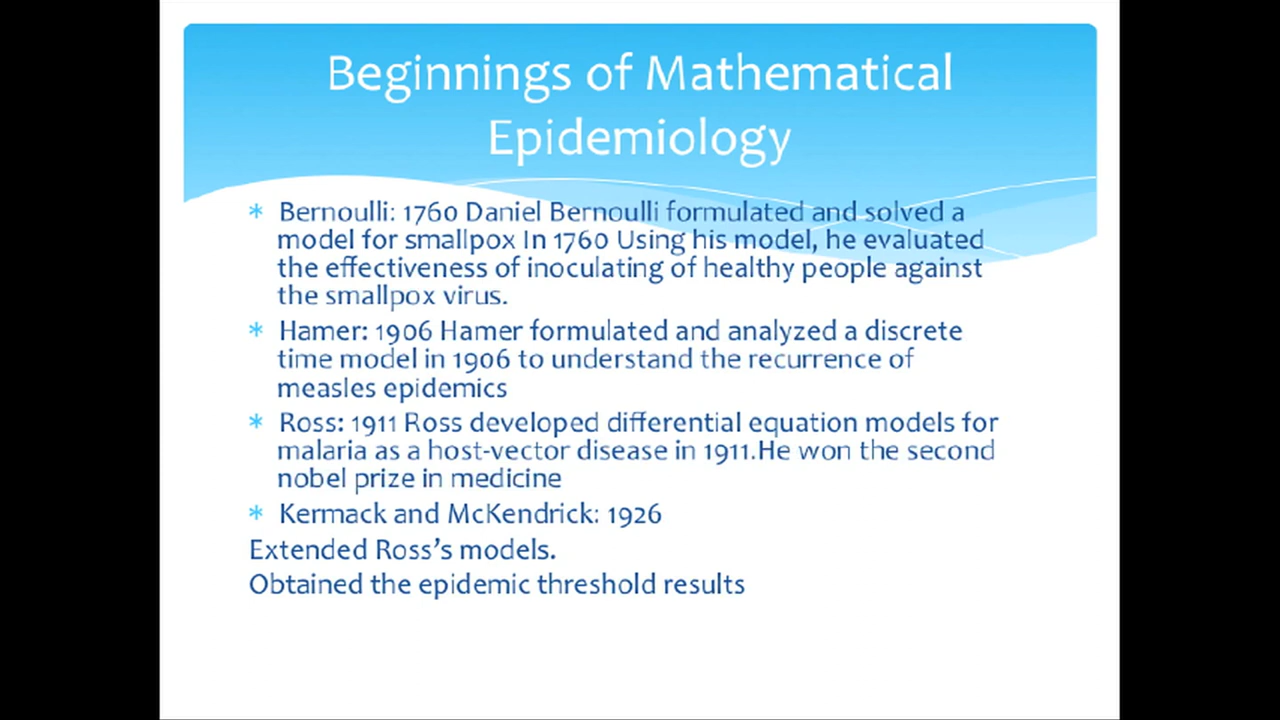 Beginnings of Mathematical
Epidemiology
* Bernoulli: 1760 Daniel Bernoulli formulated and solved a
model for smallpox In 1760 Using his model, he evaluated
the effectiveness of inoculating of healthy people against
the smallpox virus.
* Hamer: 1906 Hamer formulated and analyzed a discrete
time model in 1906 to understand the recurrence of
measles epidemics
* Ross: 1911 Ross developed differential equation models for
malaria as a host-vector disease in 1911.He won the second
nobel prize in medicine
* Kermack and McKendrick: 1926
Extended Ross’s models.
Obtained the epidemic threshold results